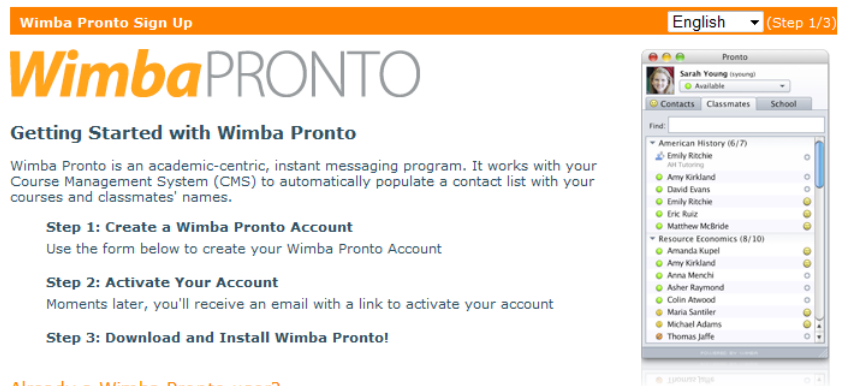 Wimba Pronto Sign Up
English
(Step 1/3)
WimbaPRONTO
Getting Started with Wimba Pronto
Wimba Pronto is an academic-centric, instant messaging program. It works with your
Course Management System (CMS) to automatically populate a contact list with your
courses and classmates' names.
Step 1: Create a Wimba Pronto Account
Use the form below to create your Wimba Pronto Account
Step 2: Activate Your Account
Moments later, you'll receive an email with a link to activate your account
Step 3: Download and Install Wimba Pronto!
Already a Wimba Pronto user?
Pronto
Sarah Young (syoung)
Available
Contacts Classmates School
Find:
American History (6/7)
Emily Ritchie
AH Tutoring
Amy Kirkland
David Evans
Emily Ritchie
Eric Ruiz
Matthew McBride
Resource Economics (8/10)
Amanda Kupel
Amy Kirkland
Anna Menchi
Asher Raymond
Colin Atwood
Maria Santiler
Michael Adams
Thomas Jaffe